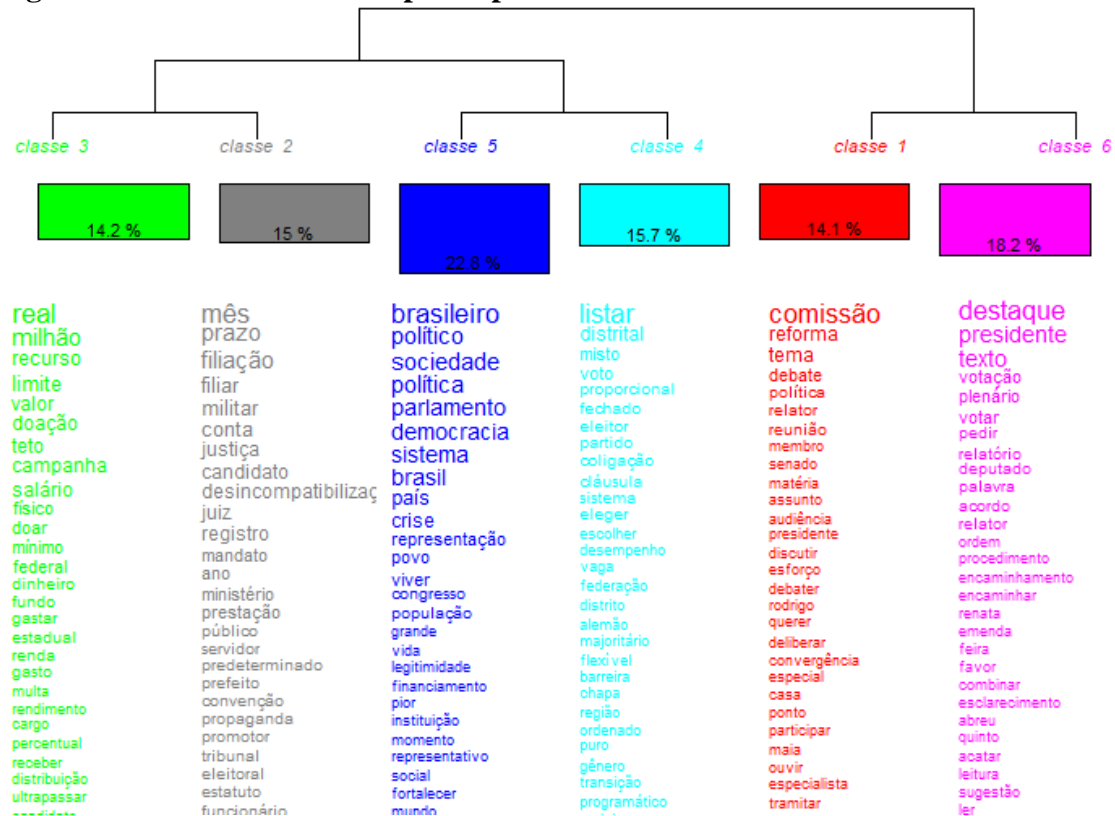 classe 3
classe 2
classe 5
classe 4
classe 1
classe 6
14.2 %
15 %
22.8 %
15.7 %
14.1 %
18.2 %
real
milhão
recurso
limite
valor
doação
teto
campanha
salário
físico
doar
mínimo
federal
dinheiro
fundo
gastar
estadual
renda
gasto
multa
rendimento
cargo
percentual
receber
distribuição
ultrapassar
mês
prazo
filiação
filiar
militar
conta
justiça
candidato
desincompatibilizaç
juiz
registro
mandato
ano
ministério
prestação
público
servidor
predeterminado
prefeito
convenção
propaganda
promotor
tribunal
eleitoral
estatuto
funcionário
brasileiro
político
sociedade
política
parlamento
democracia
sistema
brasil
país
crise
representação
povo
viver
congresso
população
grande
vida
legitimidade
financiamento
pior
instituição
momento
representativo
social
fortalecer
mundo
listar
distrital
misto
voto
proporcional
fechado
eleitor
partido
coligação
cláusula
sistema
eleger
escolher
desempenho
vaga
federação
distrito
alemão
majoritário
flexível
barreira
chapa
região
ordenado
puro
gênero
transição
programático
comissão
reforma
tema
debate
política
relator
reunião
membro
senado
matéria
assunto
audiência
presidente
discutir
esforço
debater
rodrigo
querer
deliberar
convergência
especial
casa
ponto
participar
maia
ouvir
especialista
tramitar
destaque
presidente
texto
votação
plenário
votar
pedir
relatório
deputado
palavra
acordo
relator
ordem
procedimento
encaminhamento
encaminhar
renata
emenda
feira
favor
combinar
esclarecimento
abreu
quinto
acatar
leitura
sugestão
ler